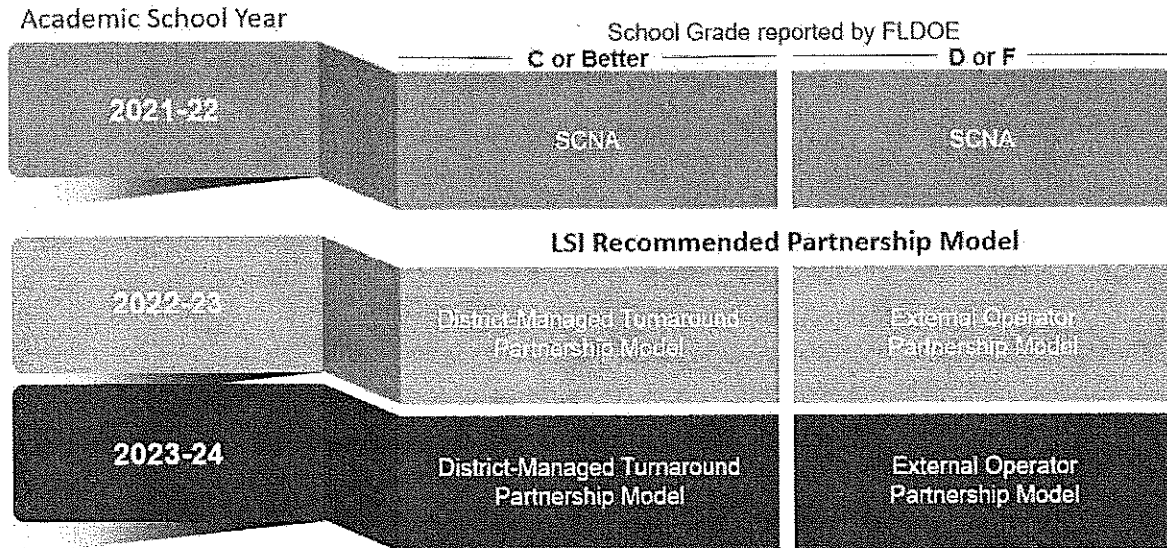 Academic School Year
School Grade reported by FLDOE
C or Better
D or F
2021-22
SCNA
SCNA
LSI Recommended Partnership Model
2022-23
District-Managed Turnaround
Partnership Model
External Operator
Partnership Model
2023-24
District-Managed Turnaround
Partnership Model
External Operator
Partnership Model